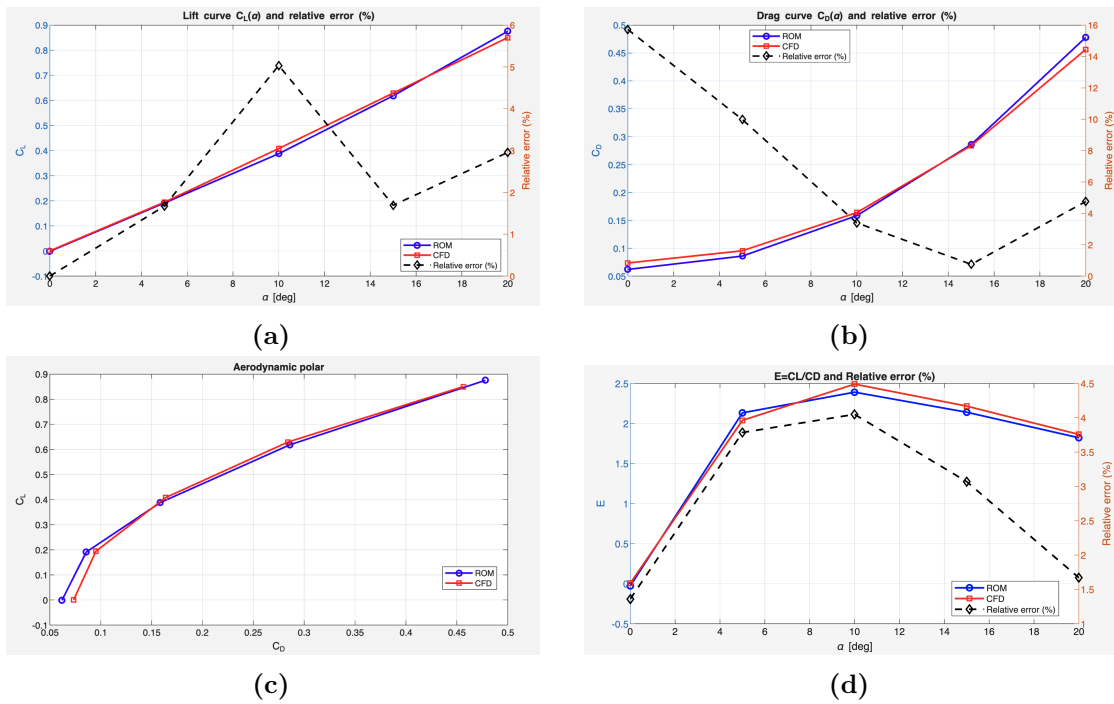 Lift curve C_L(α) and relative error (%)
0.9
0.8
0.7
0.6
0.5
0.4
0.3
0.2
0.1
0
-0.1
C_L
6
5
4
3
2
1
0
Relative error (%)
0 2 4 6 8 10 12 14 16 18 20
α [deg]
ROM
CFD
Relative error (%)
(a)
Drag curve C_D(α) and relative error (%)
0.5
0.45
0.4
0.35
0.3
0.25
0.2
0.15
0.1
0.05
C_D
16
14
12
10
8
6
4
2
0
Relative error (%)
0 2 4 6 8 10 12 14 16 18 20
α [deg]
ROM
CFD
Relative error (%)
(b)
Aerodynamic polar
0.9
0.8
0.7
0.6
0.5
0.4
0.3
0.2
0.1
0
-0.1
C_L
0.05 0.1 0.15 0.2 0.25 0.3 0.35 0.4 0.45 0.5
C_D
ROM
CFD
(c)
E=CL/CD and Relative error (%)
2.5
2
1.5
1
0.5
0
-0.5
E
4.5
4
3.5
3
2.5
2
1.5
1
Relative error (%)
0 2 4 6 8 10 12 14 16 18 20
α [deg]
ROM
CFD
Relative error (%)
(d)